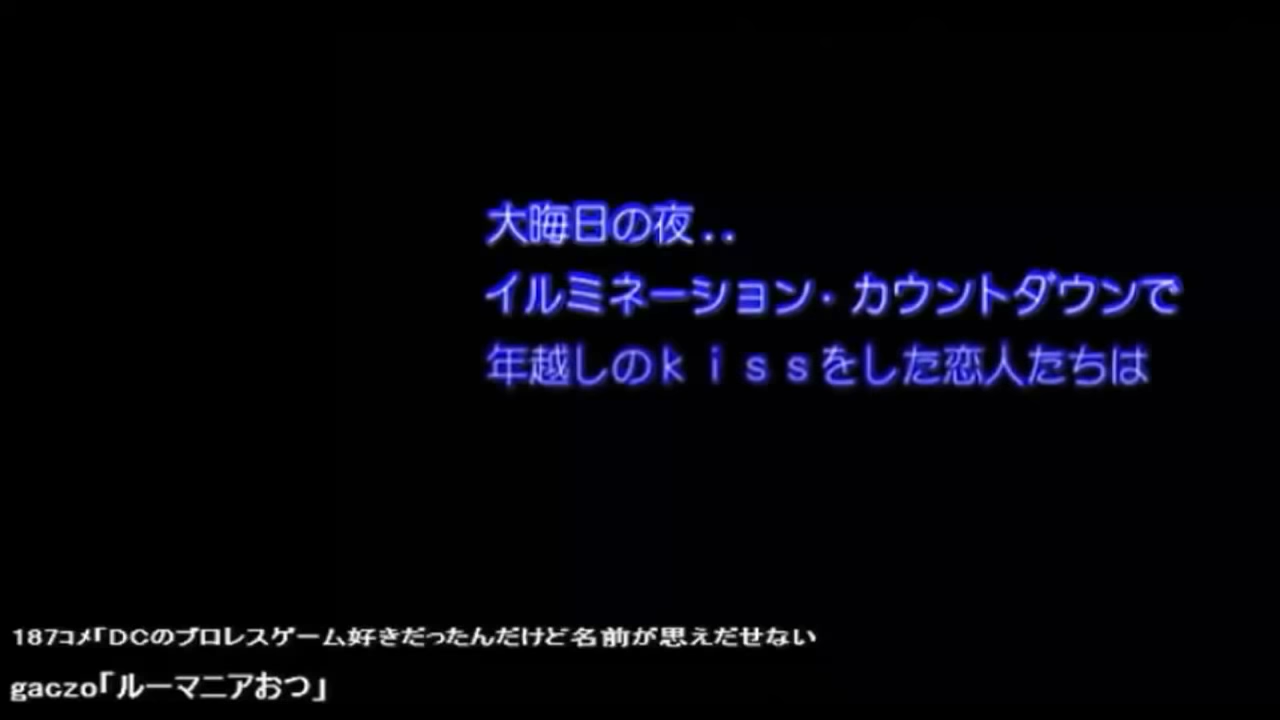 大晦日の夜．．
イルミネーション・カウントダウンで
年越しのｋｉｓｓをした恋人たちは
187ｺﾒ｢DCのプロレスゲーム好きだったんだけど名前が思えだせない
gaczo｢ルーマニアおつ｣